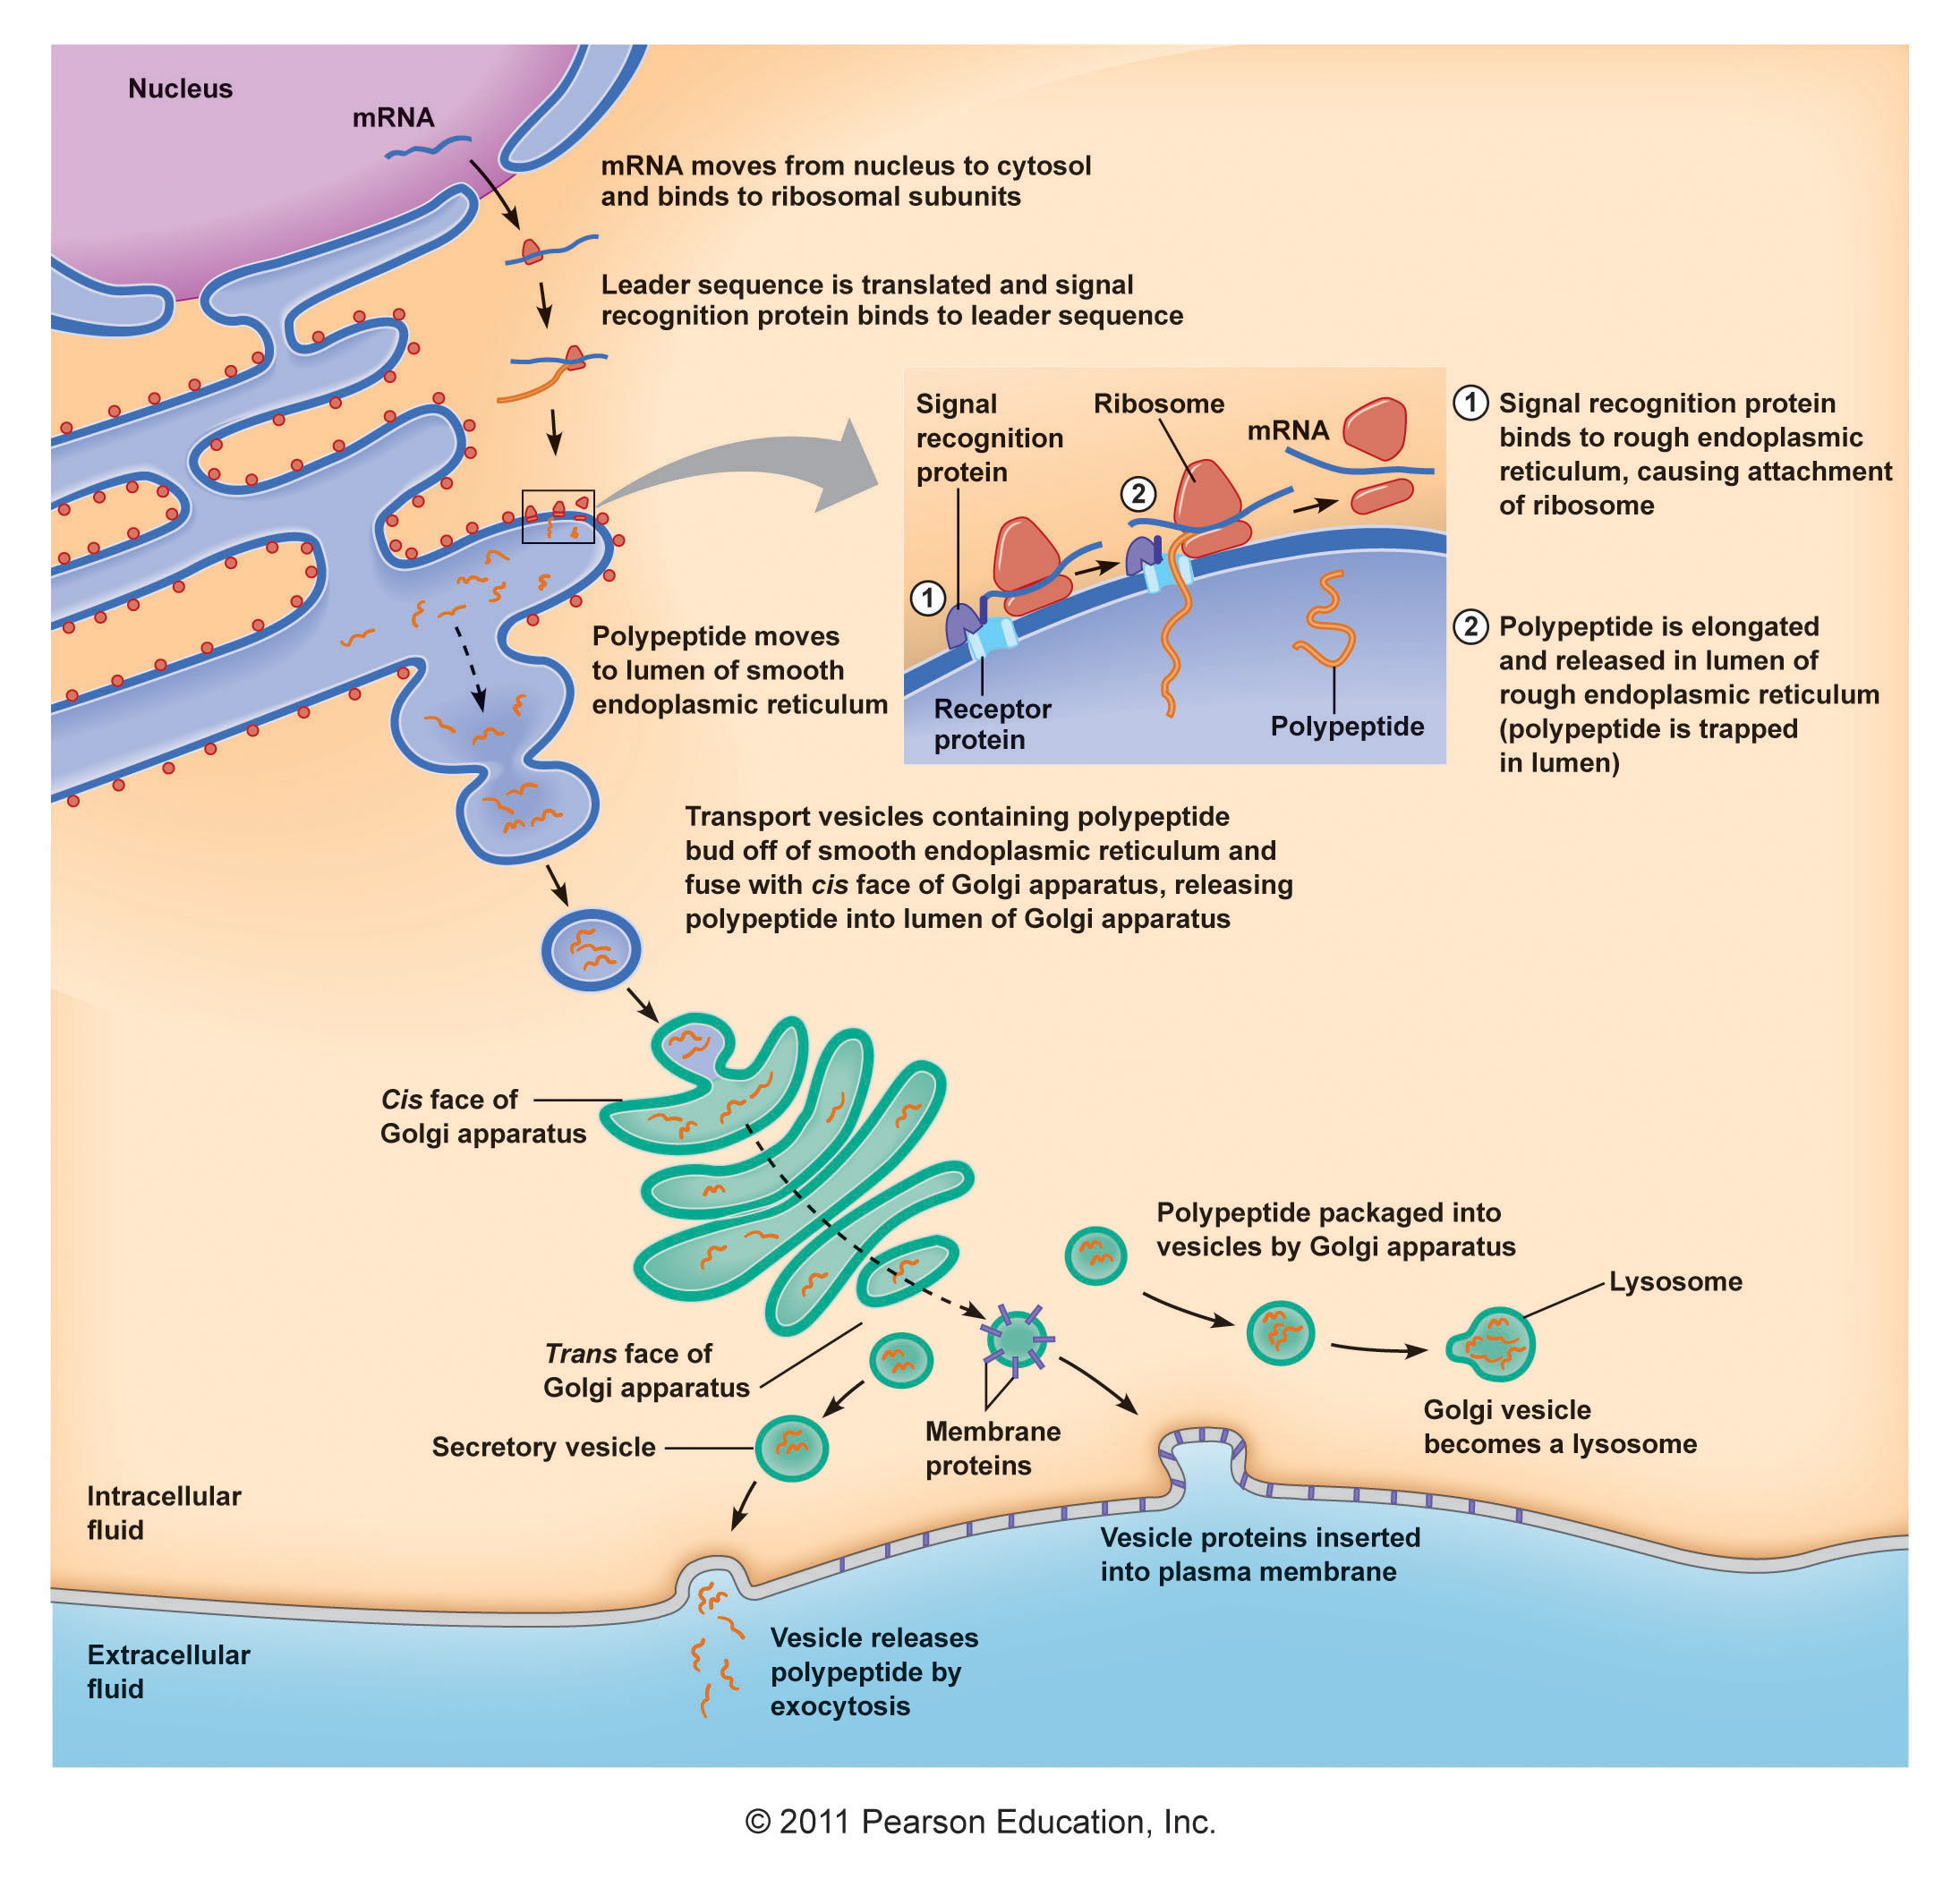 Nucleus
mRNA
mRNA moves from nucleus to cytosol
and binds to ribosomal subunits
Leader sequence is translated and signal
recognition protein binds to leader sequence
Signal
recognition
protein
Ribosome
mRNA
1
2
Receptor
protein
Polypeptide
1 Signal recognition protein
binds to rough endoplasmic
reticulum, causing attachment
of ribosome
2 Polypeptide is elongated
and released in lumen of
rough endoplasmic reticulum
(polypeptide is trapped
in lumen)
Polypeptide moves
to lumen of smooth
endoplasmic reticulum
Transport vesicles containing polypeptide
bud off of smooth endoplasmic reticulum and
fuse with cis face of Golgi apparatus, releasing
polypeptide into lumen of Golgi apparatus
Cis face of
Golgi apparatus
Polypeptide packaged into
vesicles by Golgi apparatus
Lysosome
Trans face of
Golgi apparatus
Golgi vesicle
becomes a lysosome
Secretory vesicle
Membrane
proteins
Intracellular
fluid
Vesicle proteins inserted
into plasma membrane
Extracellular
fluid
Vesicle releases
polypeptide by
exocytosis
© 2011 Pearson Education, Inc.